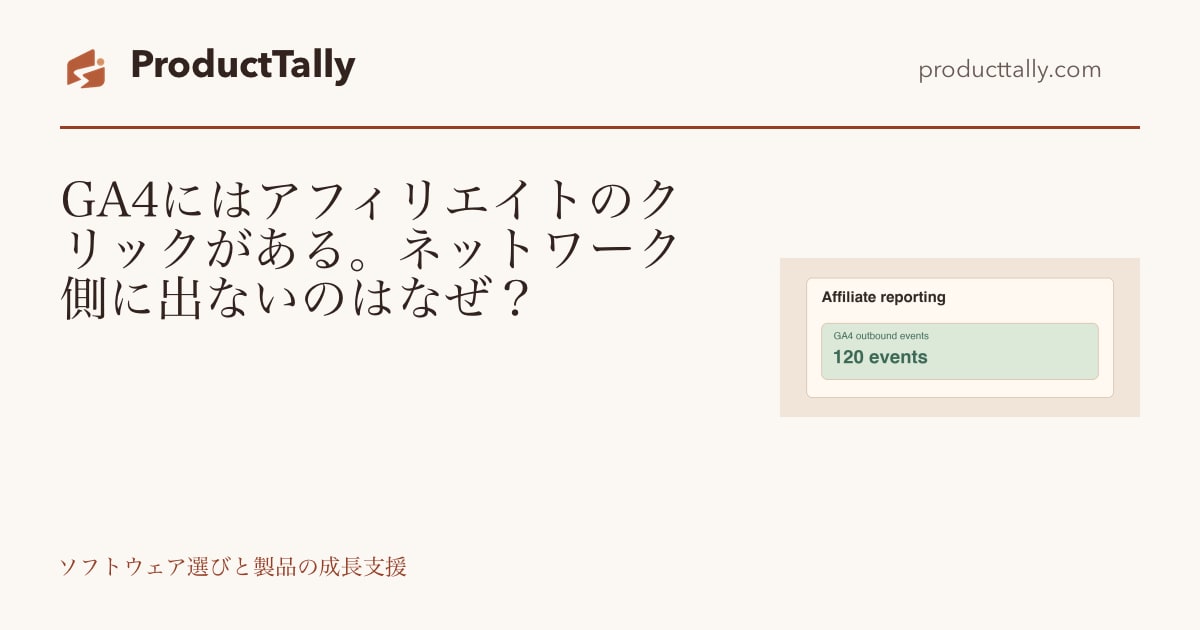 ProductTally
producttally.com
GA4にはアフィリエイトのク
リックがある。ネットワーク
側に出ないのはなぜ？
Affiliate reporting
GA4 outbound events
120 events
ソフトウェア選びと製品の成長支援